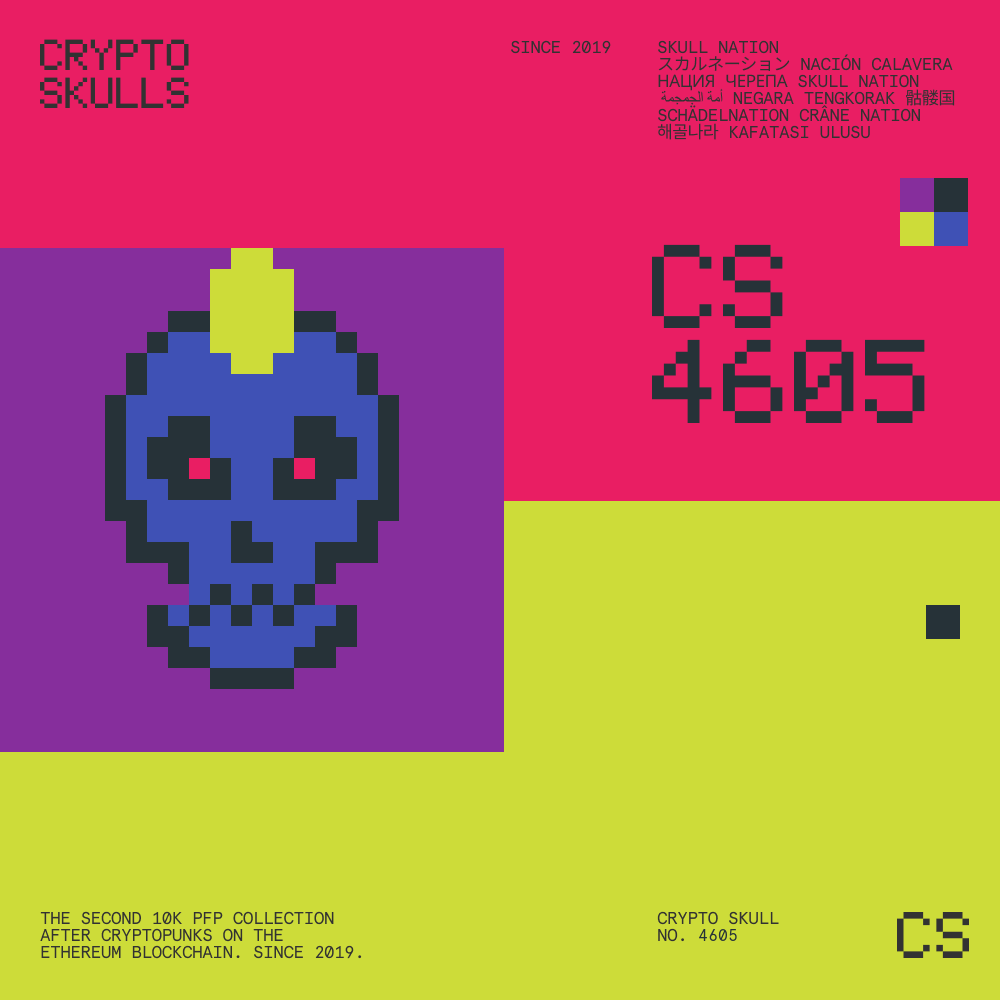 CRYPTO
SKULLS
SINCE 2019
SKULL NATION
スカルネーション NACIÓN CALAVERA
НАЦИЯ ЧЕРЕПА SKULL NATION
أمة الجمجمة NEGARA TENGKORAK 骷髅国
SCHÄDELNATION CRÂNE NATION
해골나라 KAFATASI ULUSU
CS
4605
THE SECOND 10K PFP COLLECTION
AFTER CRYPTOPUNKS ON THE
ETHEREUM BLOCKCHAIN. SINCE 2019.
CRYPTO SKULL
NO. 4605
CS